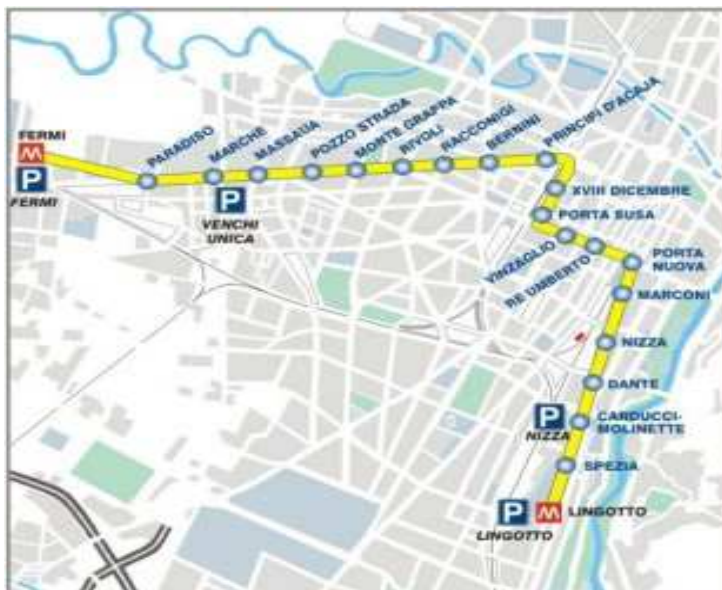 FERMI
M
P
FERMI
PARADISO
MARCHE
MASSAUA
POZZO STRADA
MONTE GRAPPA
RIVOLI
RACCONIGI
BERNINI
PRINCIPI D'ACAJA
P
VENCHI
UNICA
XVIII DICEMBRE
PORTA SUSA
VINZAGLIO
RE UMBERTO
PORTA
NUOVA
MARCONI
NIZZA
DANTE
P
NIZZA
CARDUCCI-
MOLINETTE
SPEZIA
P
LINGOTTO
M
LINGOTTO